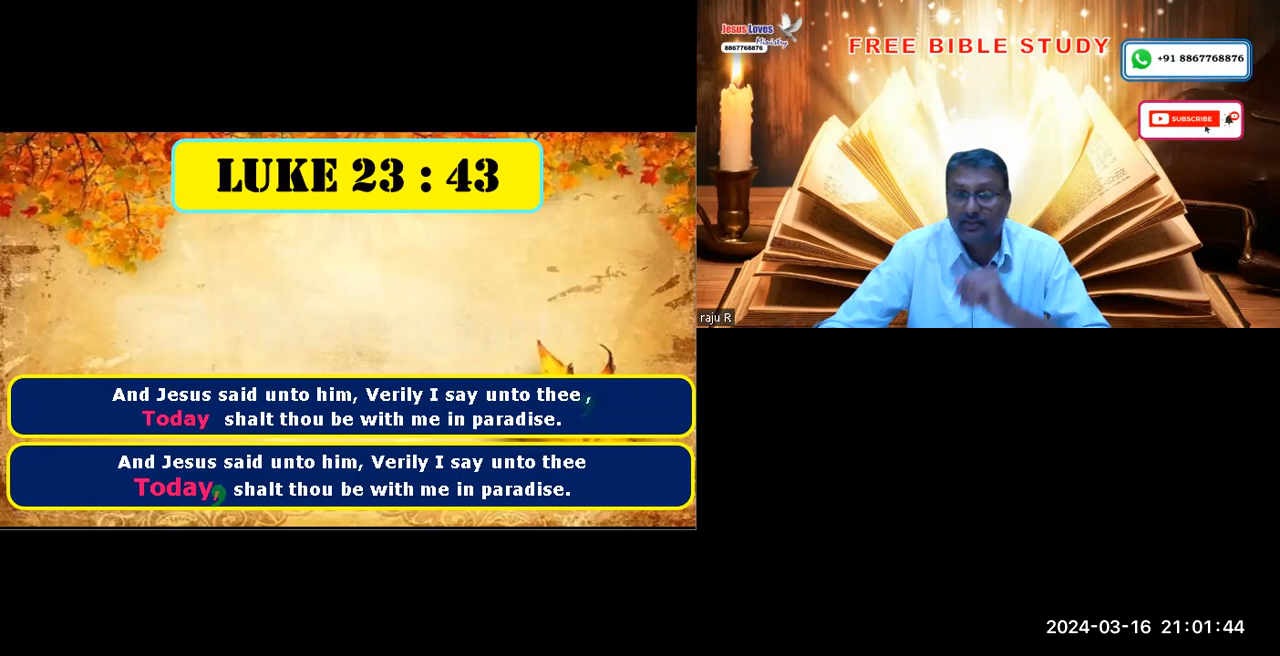 LUKE 23 : 43
And Jesus said unto him, Verily I say unto thee ,
Today shalt thou be with me in paradise.
And Jesus said unto him, Verily I say unto thee
Today, shalt thou be with me in paradise.
Jesus Loves
Ministry
8867768876
FREE BIBLE STUDY
+91 8867768876
SUBSCRIBE
raju R
2024-03-16 21:01:44